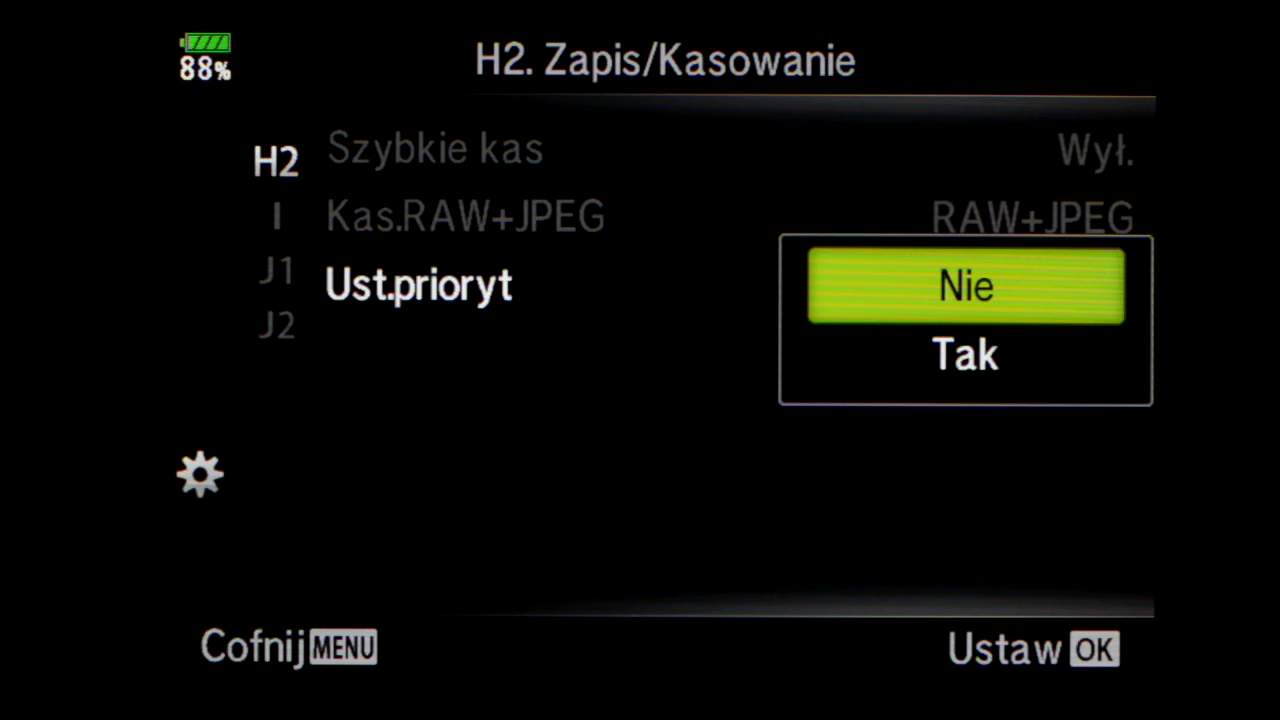 88%
H2. Zapis/Kasowanie
H2
Szybkie kas
Wył.
I
Kas.RAW+JPEG
RAW+JPEG
J1
Ust.prioryt
Nie
J2
Tak
Cofnij MENU
Ustaw OK